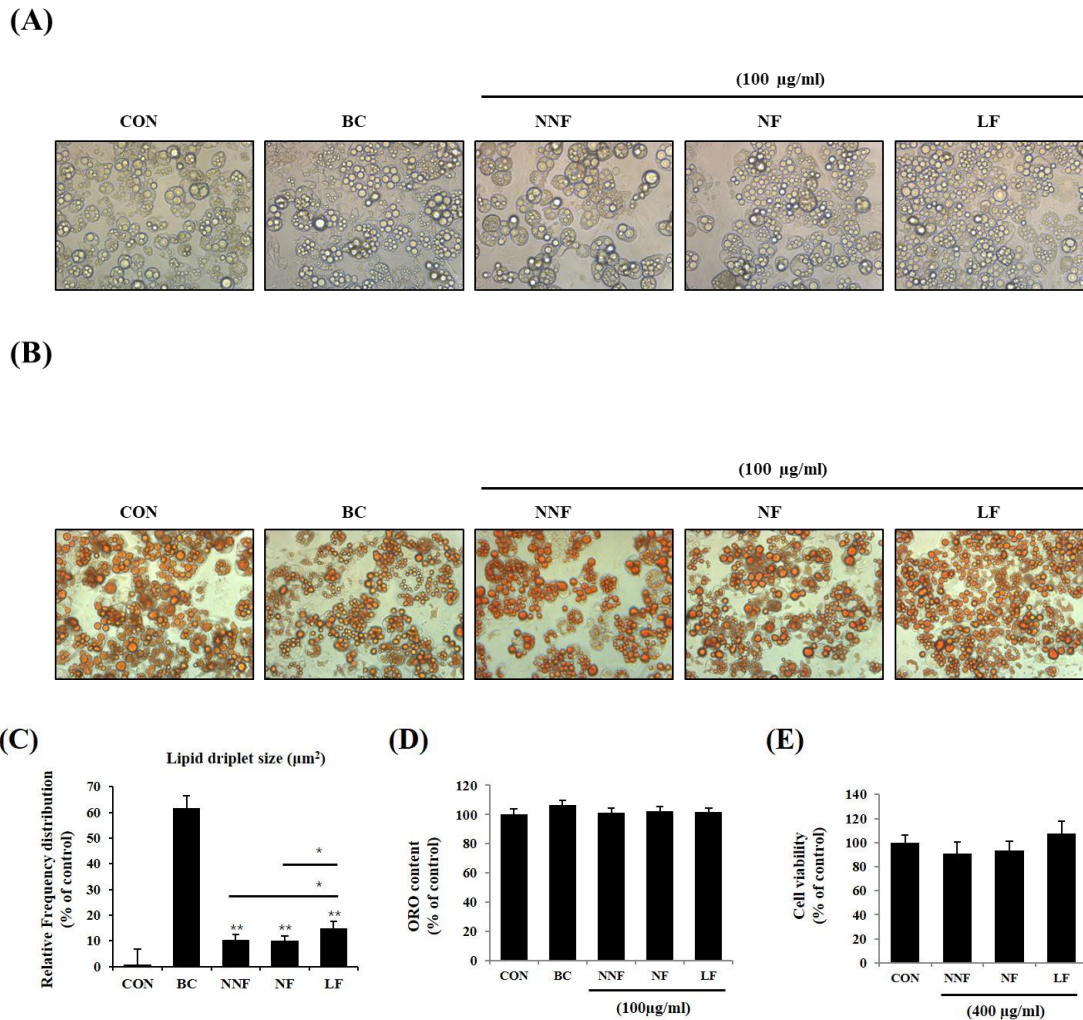 (A)
(100 µg/ml)
CON BC NNF NF LF
(B)
(100 µg/ml)
CON BC NNF NF LF
(C)
Lipid driplet size (µm²)
Relative Frequency distribution
(% of control)
70
60
50
40
30
20
10
0
*
*
** ** **
CON BC NNF NF LF
(D)
ORO content
(% of control)
120
100
80
60
40
20
0
CON BC NNF NF LF
(100µg/ml)
(E)
Cell viability
(% of control)
140
120
100
80
60
40
20
0
CON NNF NF LF
(400 µg/ml)